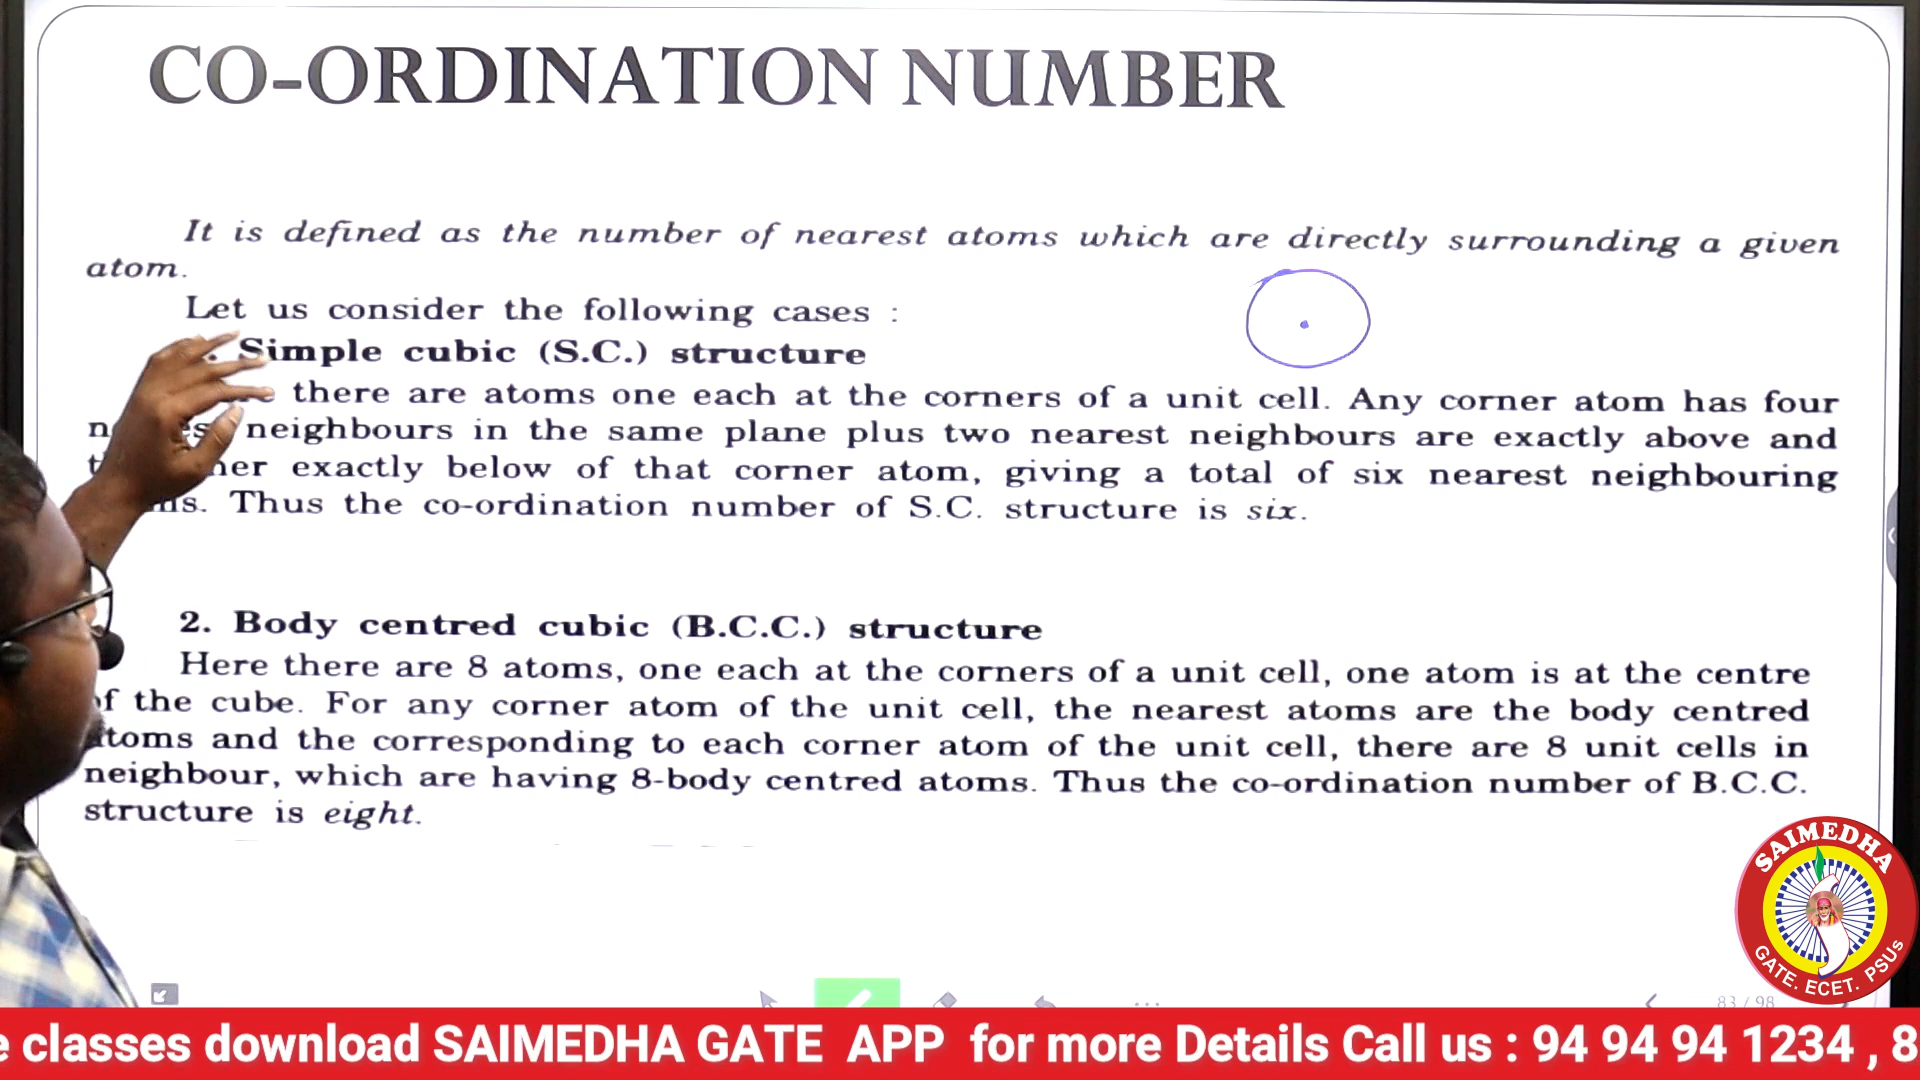 CO-ORDINATION NUMBER
It is defined as the number of nearest atoms which are directly surrounding a given
atom.
Let us consider the following cases :
. Simple cubic (S.C.) structure
there are atoms one each at the corners of a unit cell. Any corner atom has four
neighbours in the same plane plus two nearest neighbours are exactly above and
exactly below of that corner atom, giving a total of six nearest neighbouring
Thus the co-ordination number of S.C. structure is six.
2. Body centred cubic (B.C.C.) structure
Here there are 8 atoms, one each at the corners of a unit cell, one atom is at the centre
of the cube. For any corner atom of the unit cell, the nearest atoms are the body centred
atoms and the corresponding to each corner atom of the unit cell, there are 8 unit cells in
neighbour, which are having 8-body centred atoms. Thus the co-ordination number of B.C.C.
structure is eight.
SAIMEDHA
GATE. ECET. PSUs
83 / 98
e classes download SAIMEDHA GATE APP for more Details Call us : 94 94 94 1234 , 8